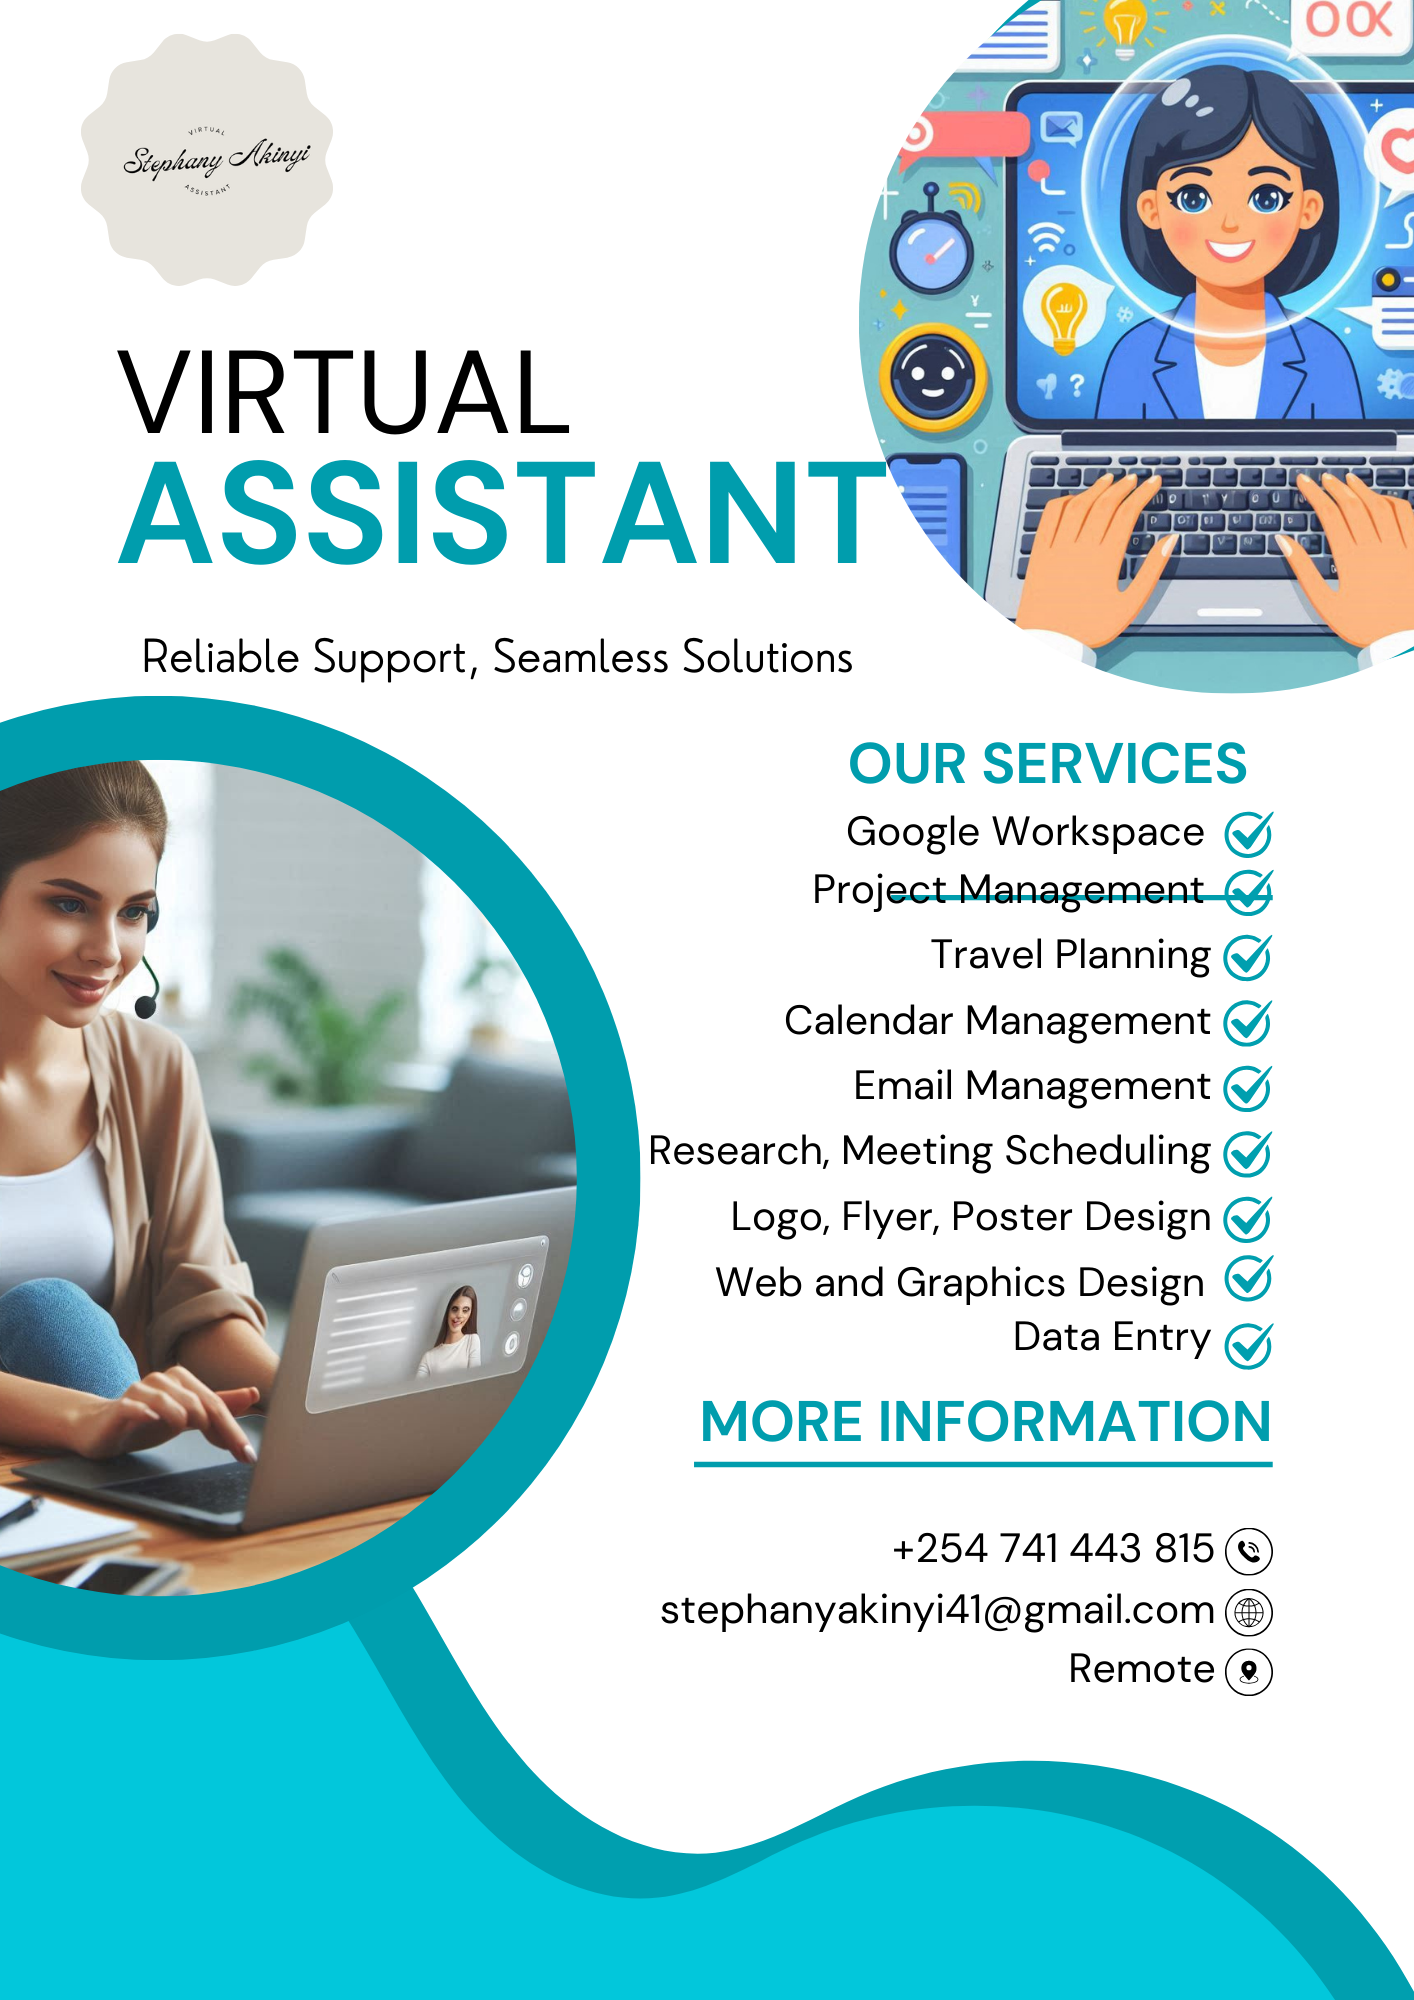 VIRTUAL
Stephany Akinyi
ASSISTANT
OOK
VIRTUAL
ASSISTANT
Reliable Support, Seamless Solutions
OUR SERVICES
Google Workspace
Project Management
Travel Planning
Calendar Management
Email Management
Research, Meeting Scheduling
Logo, Flyer, Poster Design
Web and Graphics Design
Data Entry
MORE INFORMATION
+254 741 443 815
stephanyakinyi41@gmail.com
Remote